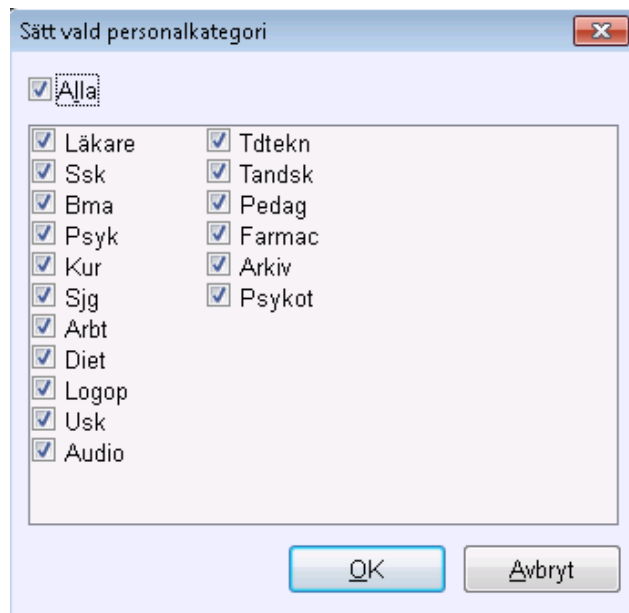 Sätt vald personalkategori
Alla
Läkare
Ssk
Bma
Psyk
Kur
Sjg
Arbt
Diet
Logop
Usk
Audio
Tdtekn
Tandsk
Pedag
Farmac
Arkiv
Psykot
OK
Avbryt